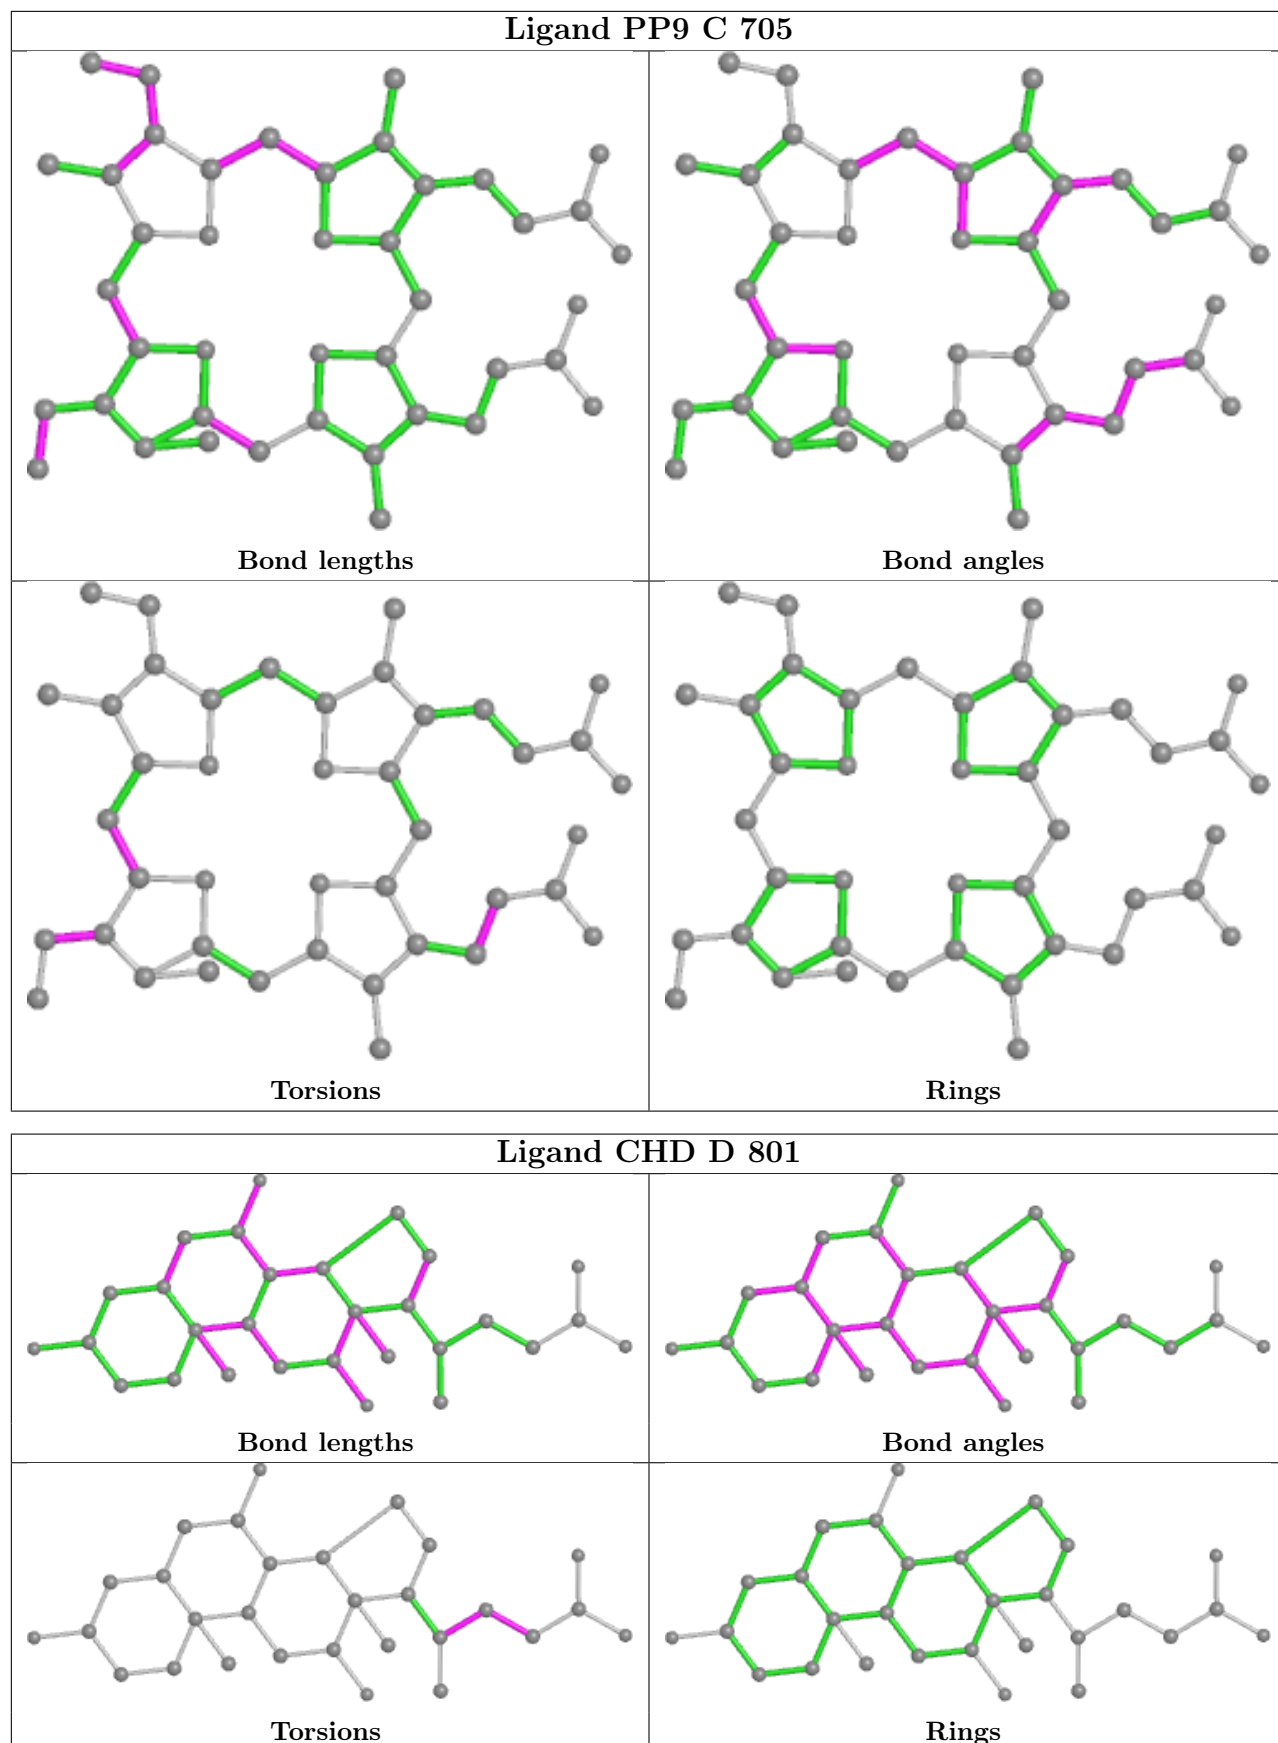 Ligand PP9 C 705
Bond lengths
Bond angles
Torsions
Rings
Ligand CHD D 801
Bond lengths
Bond angles
Torsions
Rings